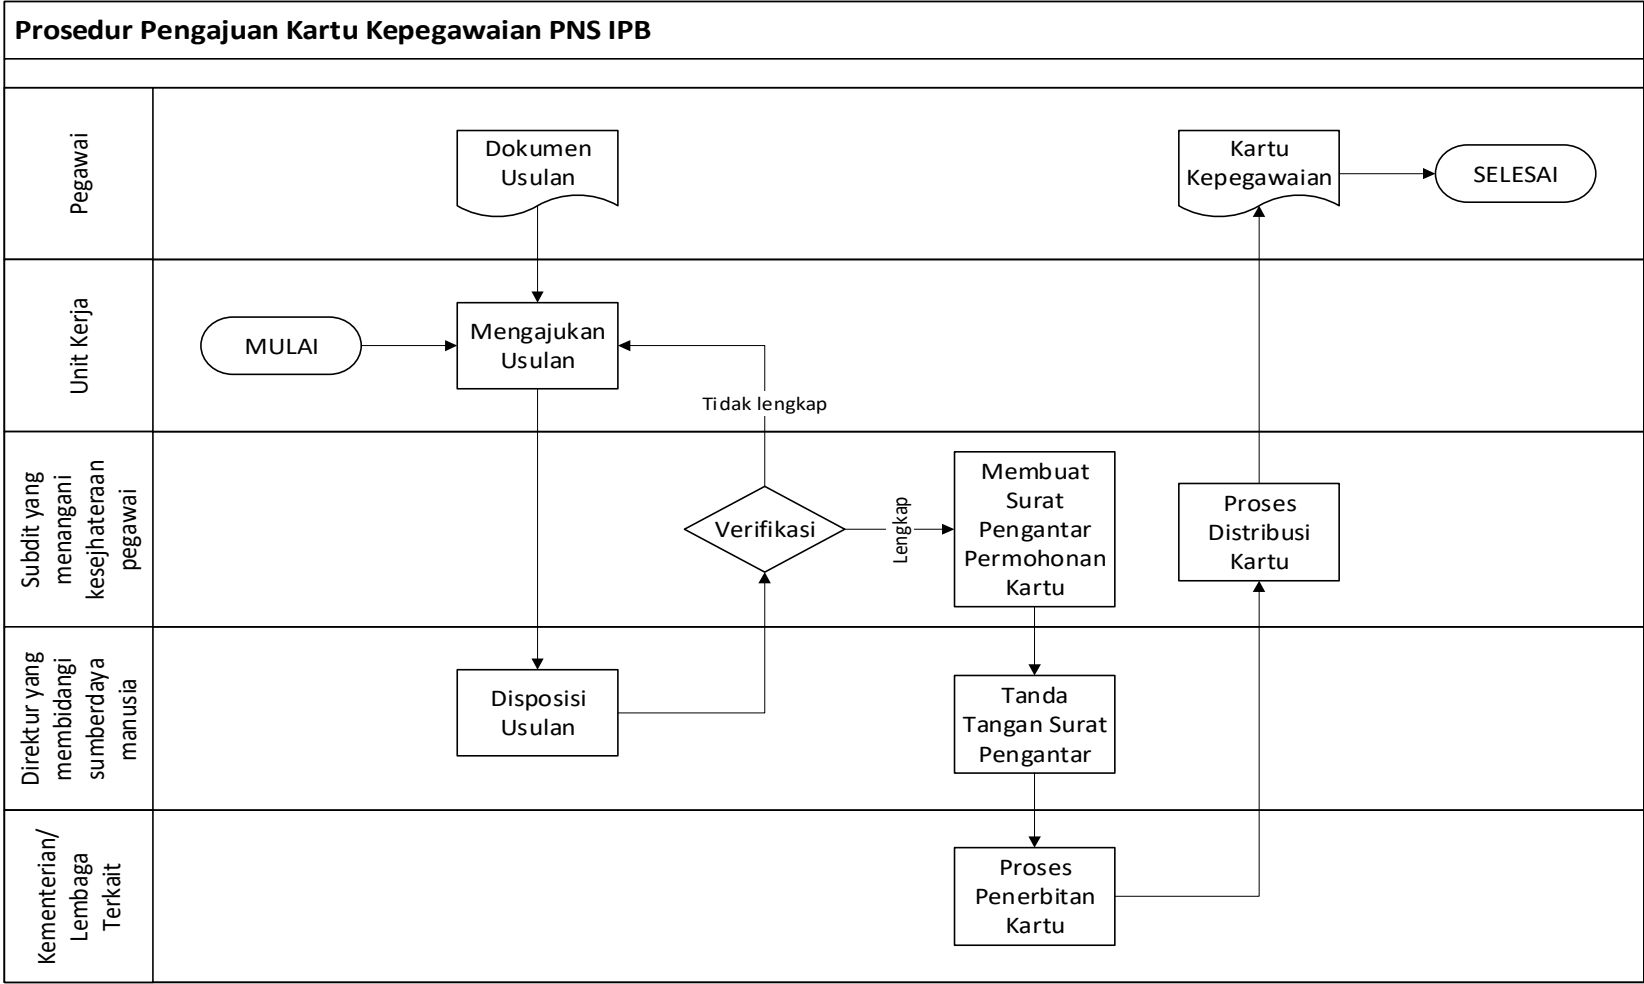 Prosedur Pengajuan Kartu Kepegawaian PNS IPB
Pegawai
Dokumen
Usulan
Kartu
Kepegawaian
SELESAI
Unit Kerja
MULAI
Mengajukan
Usulan
Tidak lengkap
Subdit yang
menangani
kesejhateraan
pegawai
Verifikasi
Lengkap
Membuat
Surat
Pengantar
Permohonan
Kartu
Proses
Distribusi
Kartu
Direktur yang
membidangi
sumberdaya
manusia
Disposisi
Usulan
Tanda
Tangan Surat
Pengantar
Kementerian/
Lembaga
Terkait
Proses
Penerbitan
Kartu